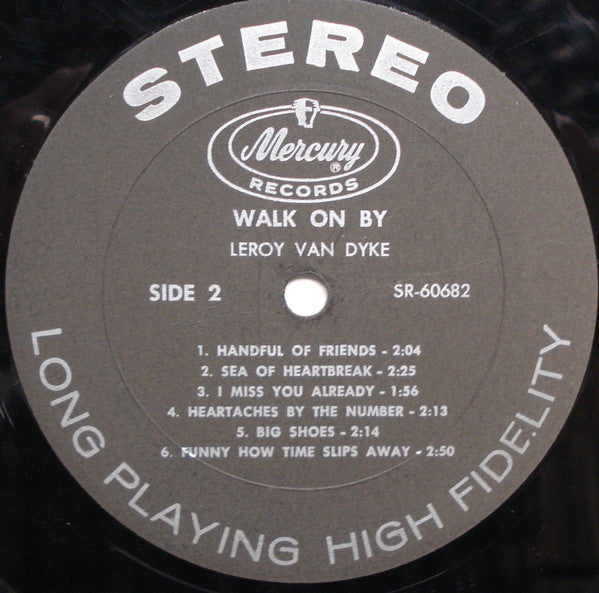 STEREO
Mercury
®
RECORDS
WALK ON BY
LEROY VAN DYKE
SIDE 2
SR-60682
1. HANDFUL OF FRIENDS - 2:04
2. SEA OF HEARTBREAK - 2:25
3. I MISS YOU ALREADY - 1:56
4. HEARTACHES BY THE NUMBER - 2:13
5. BIG SHOES - 2:14
6. FUNNY HOW TIME SLIPS AWAY - 2:50
LONG PLAYING HIGH FIDELITY